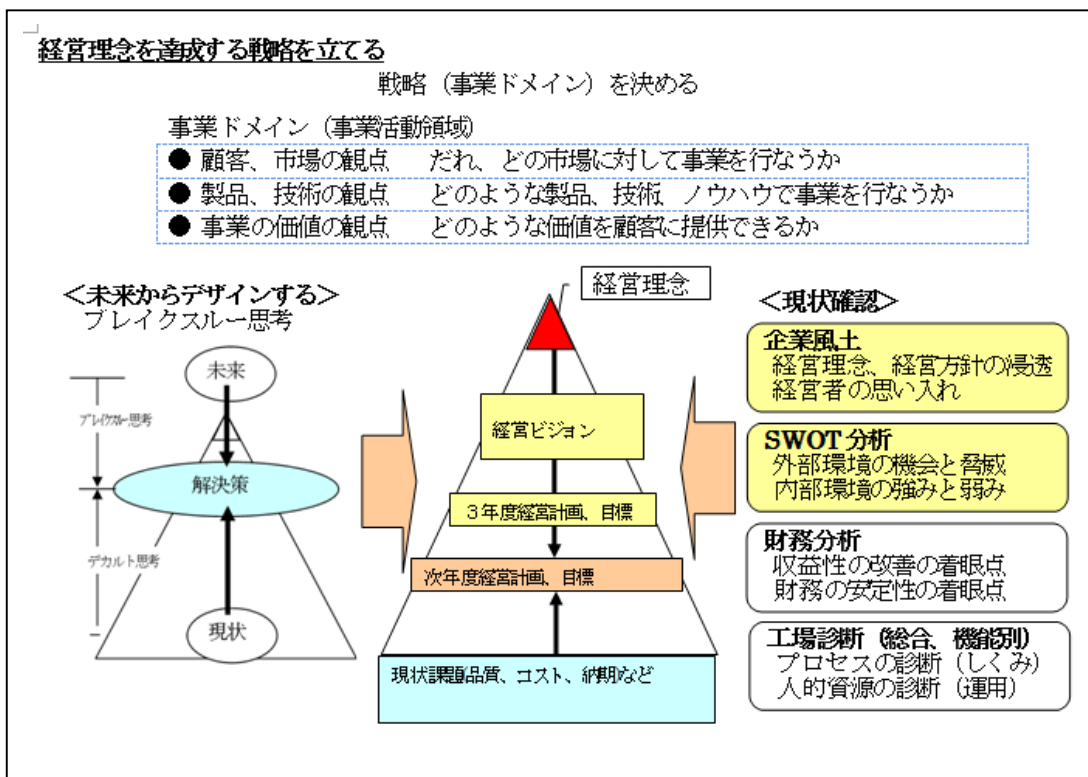 経営理念を達成する戦略を立てる
戦略（事業ドメイン）を決める
事業ドメイン（事業活動領域）
● 顧客、市場の観点　だれ、どの市場に対して事業を行なうか
● 製品、技術の観点　どのような製品、技術、ノウハウで事業を行なうか
● 事業の価値の観点　どのような価値を顧客に提供できるか
＜未来からデザインする＞
ブレイクスルー思考
未来
ブレイクスルー思考
解決策
デカルト思考
現状
経営理念
経営ビジョン
３年度経営計画、目標
次年度経営計画、目標
現状課題(品質、コスト、納期)など
＜現状確認＞
企業風土
経営理念、経営方針の浸透
経営者の思い入れ
SWOT 分析
外部環境の機会と脅威
内部環境の強みと弱み
財務分析
収益性の改善の着眼点
財務の安定性の着眼点
工場診断（総合、機能別）
プロセスの診断（しくみ）
人的資源の診断（運用）